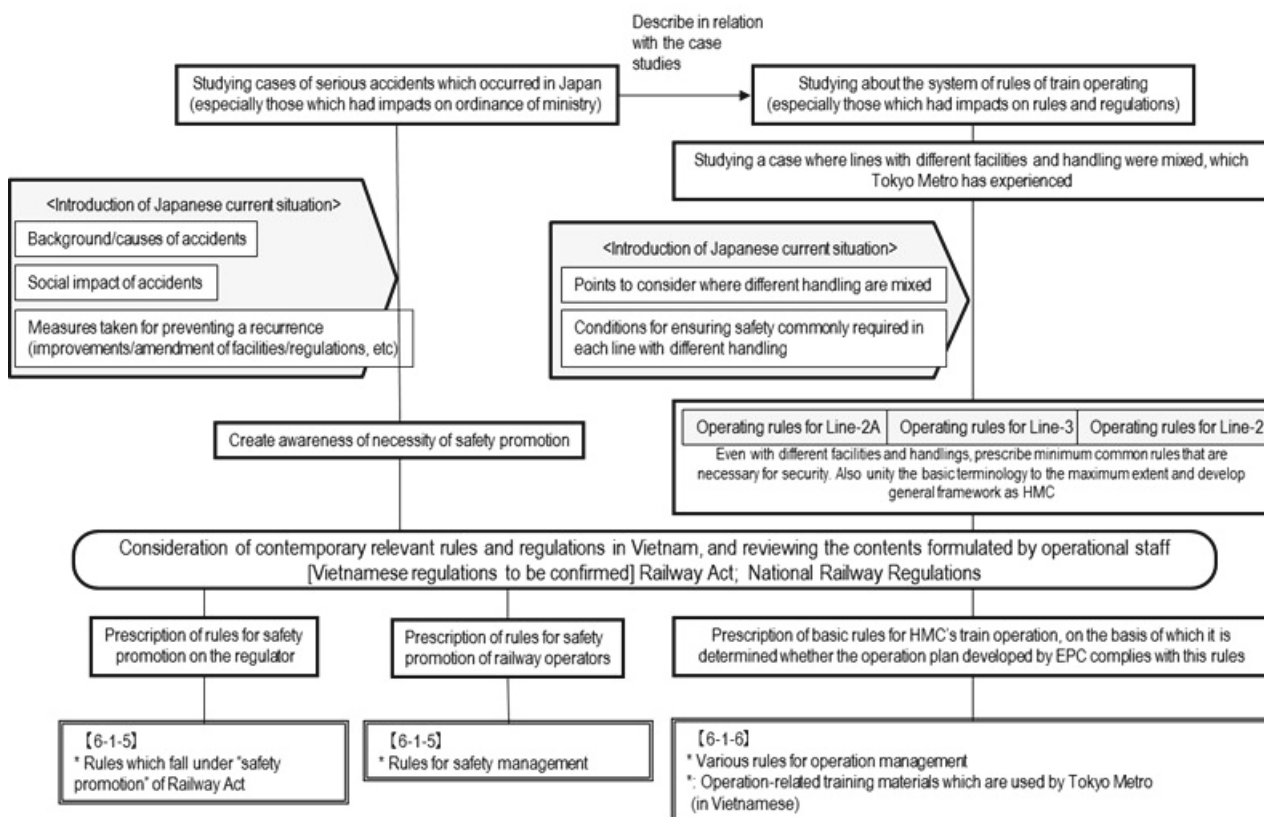 Describe in relation
with the case
studies
Studying cases of serious accidents which occurred in Japan
(especially those which had impacts on ordinance of ministry)
Studying about the system of rules of train operating
(especially those which had impacts on rules and regulations)
Studying a case where lines with different facilities and handling were mixed, which
Tokyo Metro has experienced
<Introduction of Japanese current situation>
Background/causes of accidents
Social impact of accidents
Measures taken for preventing a recurrence
(improvements/amendment of facilities/regulations, etc)
<Introduction of Japanese current situation>
Points to consider where different handling are mixed
Conditions for ensuring safety commonly required in
each line with different handling
Create awareness of necessity of safety promotion
Operating rules for Line-2A
Operating rules for Line-3
Operating rules for Line-2
Even with different facilities and handlings, prescribe minimum common rules that are
necessary for security. Also unity the basic terminology to the maximum extent and develop
general framework as HMC
Consideration of contemporary relevant rules and regulations in Vietnam, and reviewing the contents formulated by operational staff
[Vietnamese regulations to be confirmed] Railway Act; National Railway Regulations
Prescription of rules for safety
promotion on the regulator
Prescription of rules for safety
promotion of railway operators
Prescription of basic rules for HMC's train operation, on the basis of which it is
determined whether the operation plan developed by EPC complies with this rules
【6-1-5】
* Rules which fall under "safety
promotion" of Railway Act
【6-1-5】
* Rules for safety management
【6-1-6】
* Various rules for operation management
*: Operation-related training materials which are used by Tokyo Metro
(in Vietnamese)